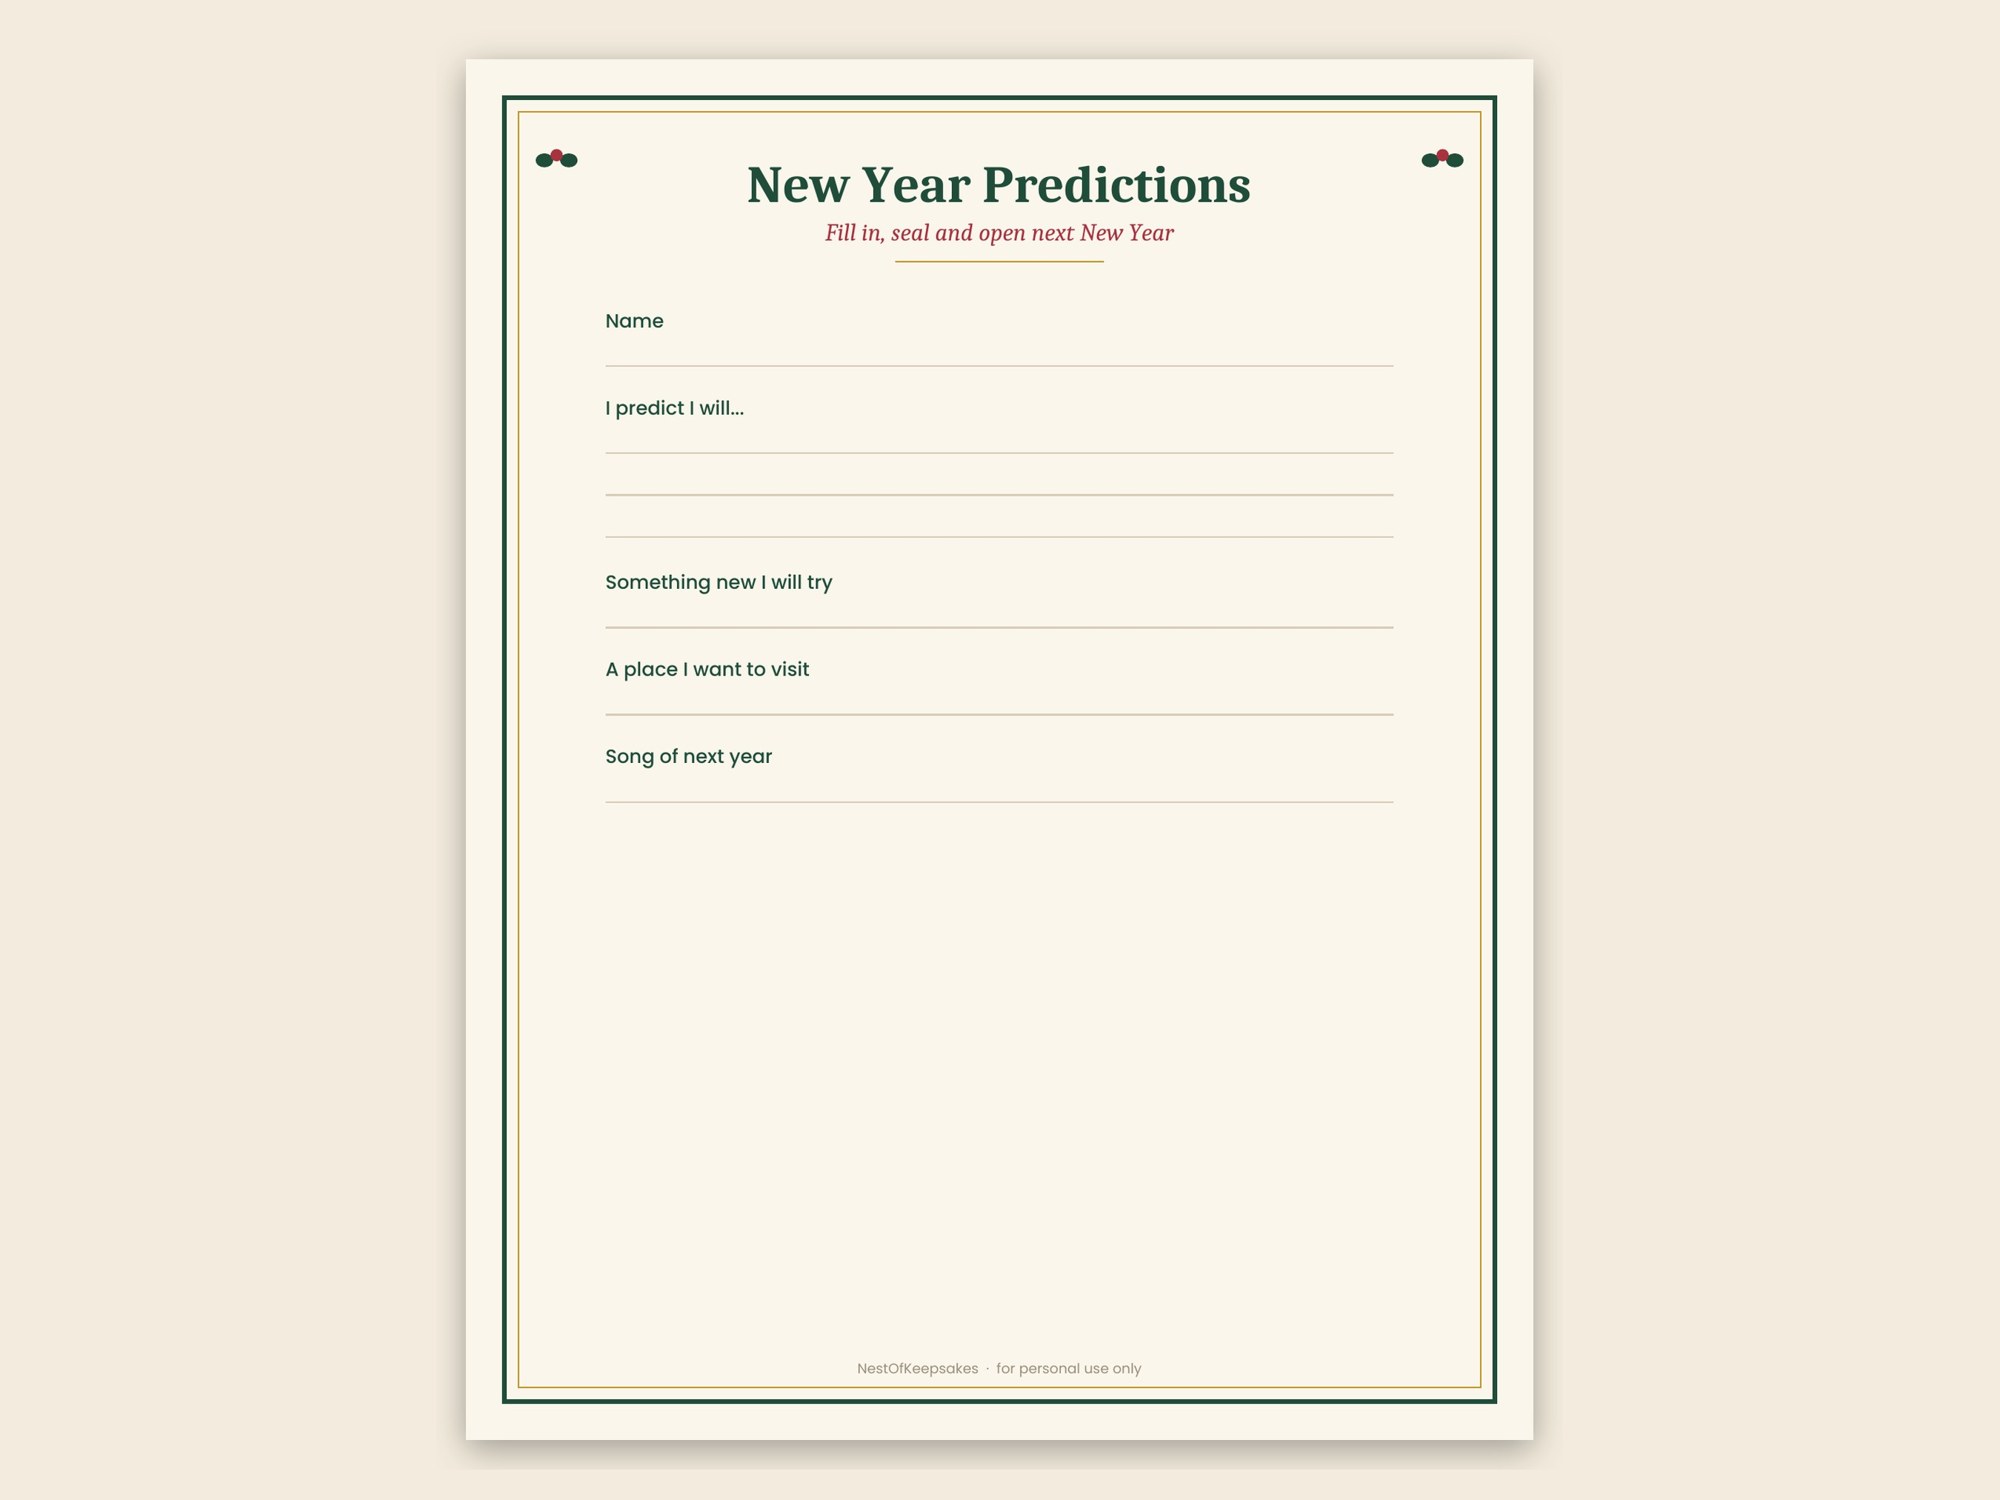 New Year Predictions
Fill in, seal and open next New Year
Name
I predict I will...
Something new I will try
A place I want to visit
Song of next year
NestOfKeepsakes · for personal use only